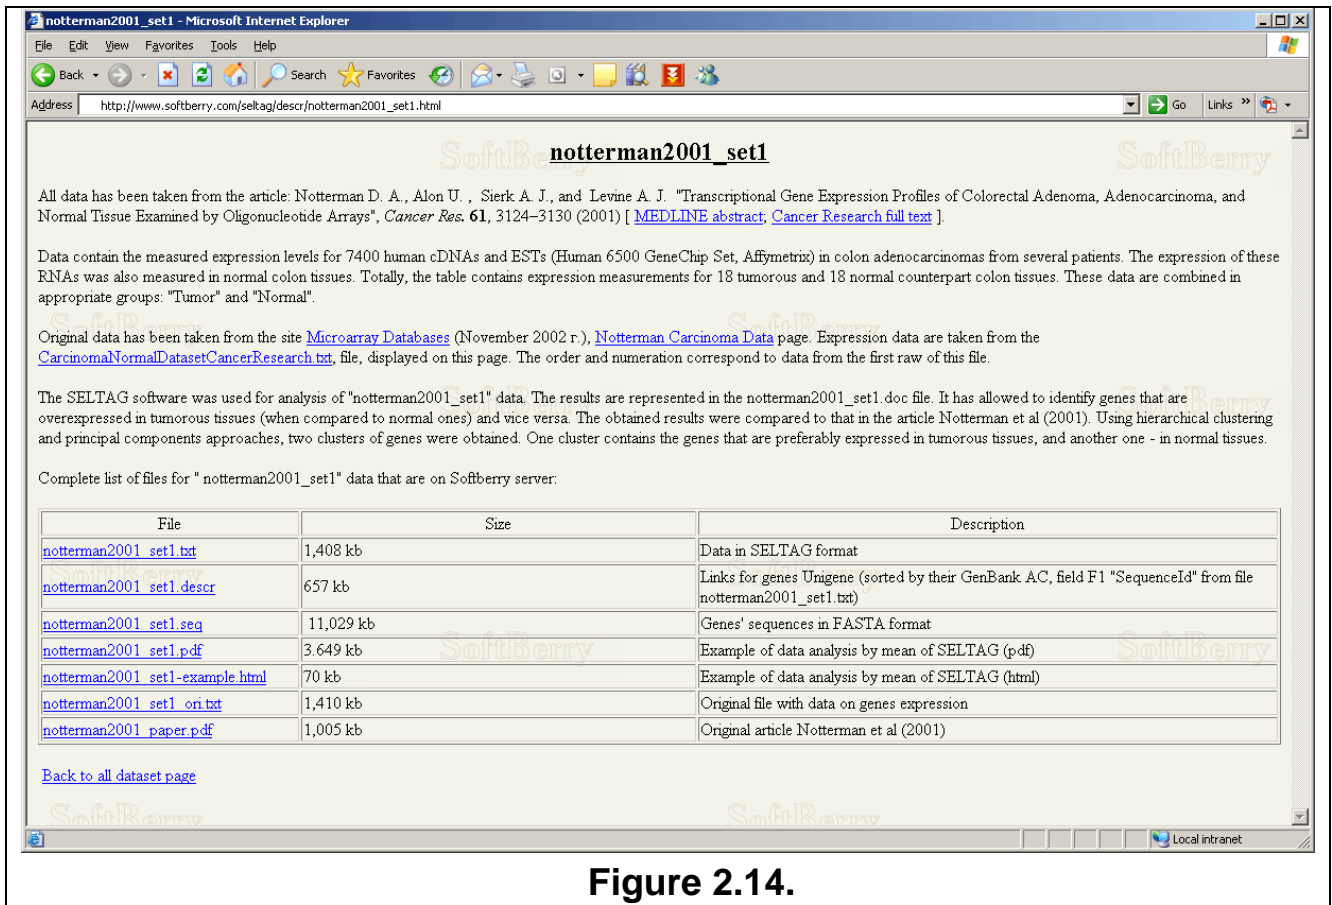 notterman2001_set1 - Microsoft Internet Explorer
File Edit View Favorites Tools Help
Back Search Favorites
Address http://www.softberry.com/seltag/descr/notterman2001_set1.html Go Links »
SoftBerry SoftBerry
notterman2001_set1
All data has been taken from the article: Notterman D. A., Alon U. , Sierk A. J., and Levine A. J. "Transcriptional Gene Expression Profiles of Colorectal Adenoma, Adenocarcinoma, and
Normal Tissue Examined by Oligonucleotide Arrays", Cancer Res. 61, 3124–3130 (2001) [ MEDLINE abstract; Cancer Research full text ].
Data contain the measured expression levels for 7400 human cDNAs and ESTs (Human 6500 GeneChip Set, Affymetrix) in colon adenocarcinomas from several patients. The expression of these
RNAs was also measured in normal colon tissues. Totally, the table contains expression measurements for 18 tumorous and 18 normal counterpart colon tissues. These data are combined in
appropriate groups: "Tumor" and "Normal".
SoftBerry SoftBerry
Original data has been taken from the site Microarray Databases (November 2002 г.), Notterman Carcinoma Data page. Expression data are taken from the
CarcinomaNormalDatasetCancerResearch.txt, file, displayed on this page. The order and numeration correspond to data from the first raw of this file.
The SELTAG software was used for analysis of "notterman2001_set1" data. The results are represented in the notterman2001_set1.doc file. It has allowed to identify genes that are
SoftBerry SoftBerry
overexpressed in tumorous tissues (when compared to normal ones) and vice versa. The obtained results were compared to that in the article Notterman et al (2001). Using hierarchical clustering
and principal components approaches, two clusters of genes were obtained. One cluster contains the genes that are preferably expressed in tumorous tissues, and another one - in normal tissues.
Complete list of files for " notterman2001_set1" data that are on Softberry server:
File Size Description
notterman2001_set1.txt 1,408 kb Data in SELTAG format
SoftBerry SoftBerry
notterman2001_set1.descr 657 kb Links for genes Unigene (sorted by their GenBank AC, field F1 "SequenceId" from file
notterman2001_set1.txt)
notterman2001_set1.seq 11,029 kb Genes' sequences in FASTA format
SoftBerry SoftBerry
notterman2001_set1.pdf 3.649 kb Example of data analysis by mean of SELTAG (pdf)
notterman2001_set1-example.html 70 kb Example of data analysis by mean of SELTAG (html)
notterman2001_set1_ori.txt 1,410 kb Original file with data on genes expression
notterman2001_paper.pdf 1,005 kb Original article Notterman et al (2001)
Back to all dataset page
SoftBerry SoftBerry
Local intranet
Figure 2.14.